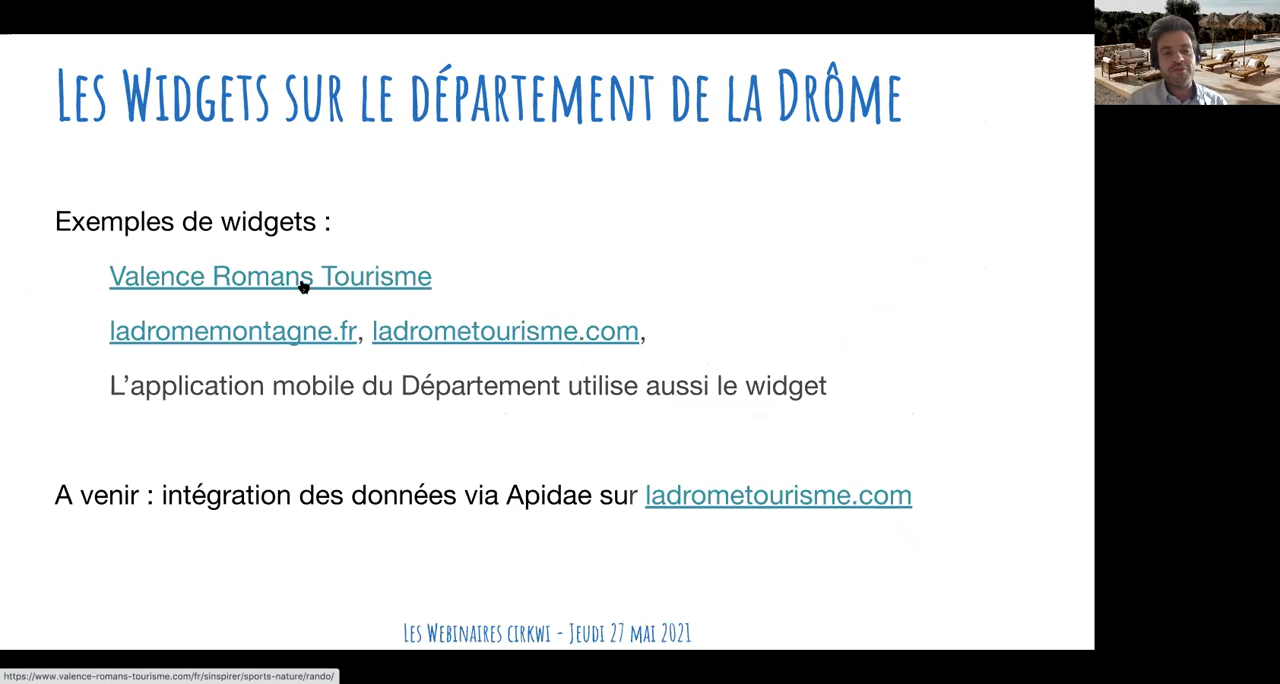 Les Widgets sur le département de la Drôme
Exemples de widgets :
Valence Romans Tourisme
ladromemontagne.fr, ladrometourisme.com,
L’application mobile du Département utilise aussi le widget
A venir : intégration des données via Apidae sur ladrometourisme.com
Les Webinaires cirkwi - Jeudi 27 mai 2021
https://www.valence-romans-tourisme.com/fr/sinspirer/sports-nature/rando/